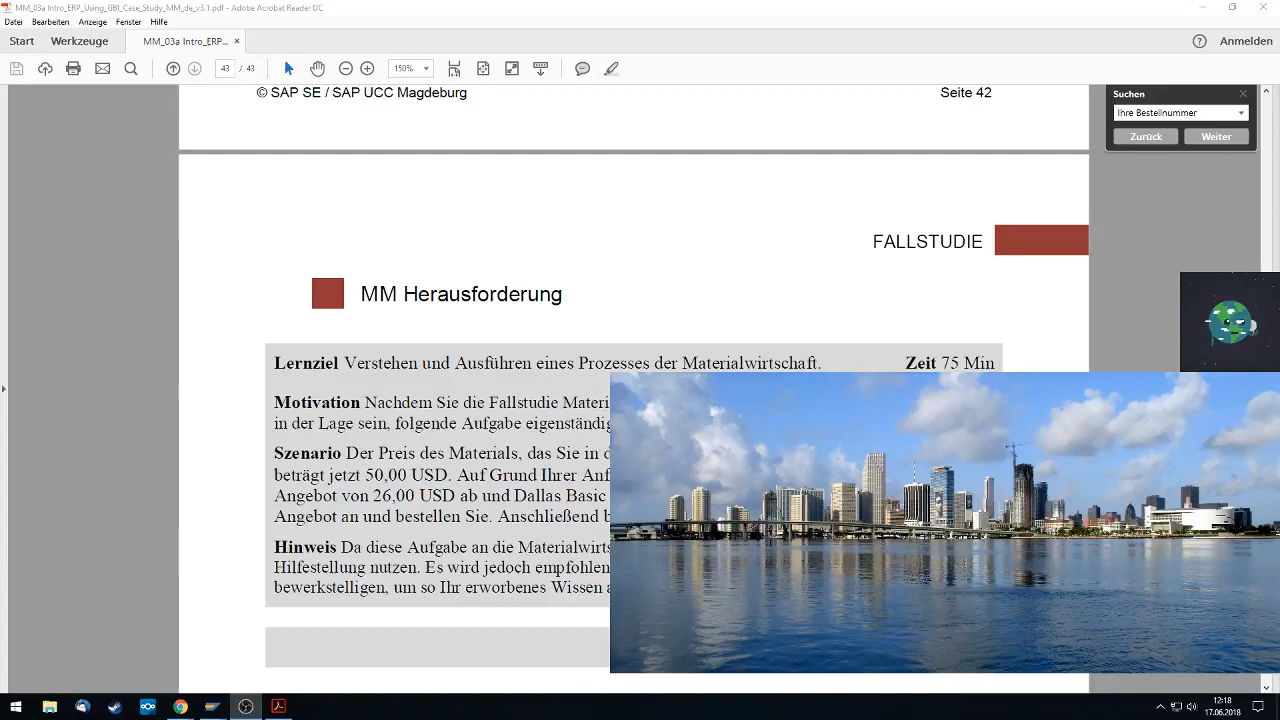 MM_03a Intro_ERP_Using_GBI_Case_Study_MM_de_v3.1.pdf - Adobe Acrobat Reader DC
Datei Bearbeiten Anzeige Fenster Hilfe
Start Werkzeuge MM_03a Intro_ERP... × Anmelden
43 / 43 150%
© SAP SE / SAP UCC Magdeburg Seite 42
Suchen
Ihre Bestellnummer
Zurück Weiter
FALLSTUDIE
MM Herausforderung
Lernziel Verstehen und Ausführen eines Prozesses der Materialwirtschaft. Zeit 75 Min
Motivation Nachdem Sie die Fallstudie Materi
in der Lage sein, folgende Aufgabe eigenständig
Szenario Der Preis des Materials, das Sie in d
beträgt jetzt 50,00 USD. Auf Grund Ihrer Anf
Angebot von 26,00 USD ab und Dallas Basic
Angebot an und bestellen Sie. Anschließend b
Hinweis Da diese Aufgabe an die Materialwirts
Hilfestellung nutzen. Es wird jedoch empfohlen
bewerkstelligen, um so Ihr erworbenes Wissen a
12:18
17.06.2018